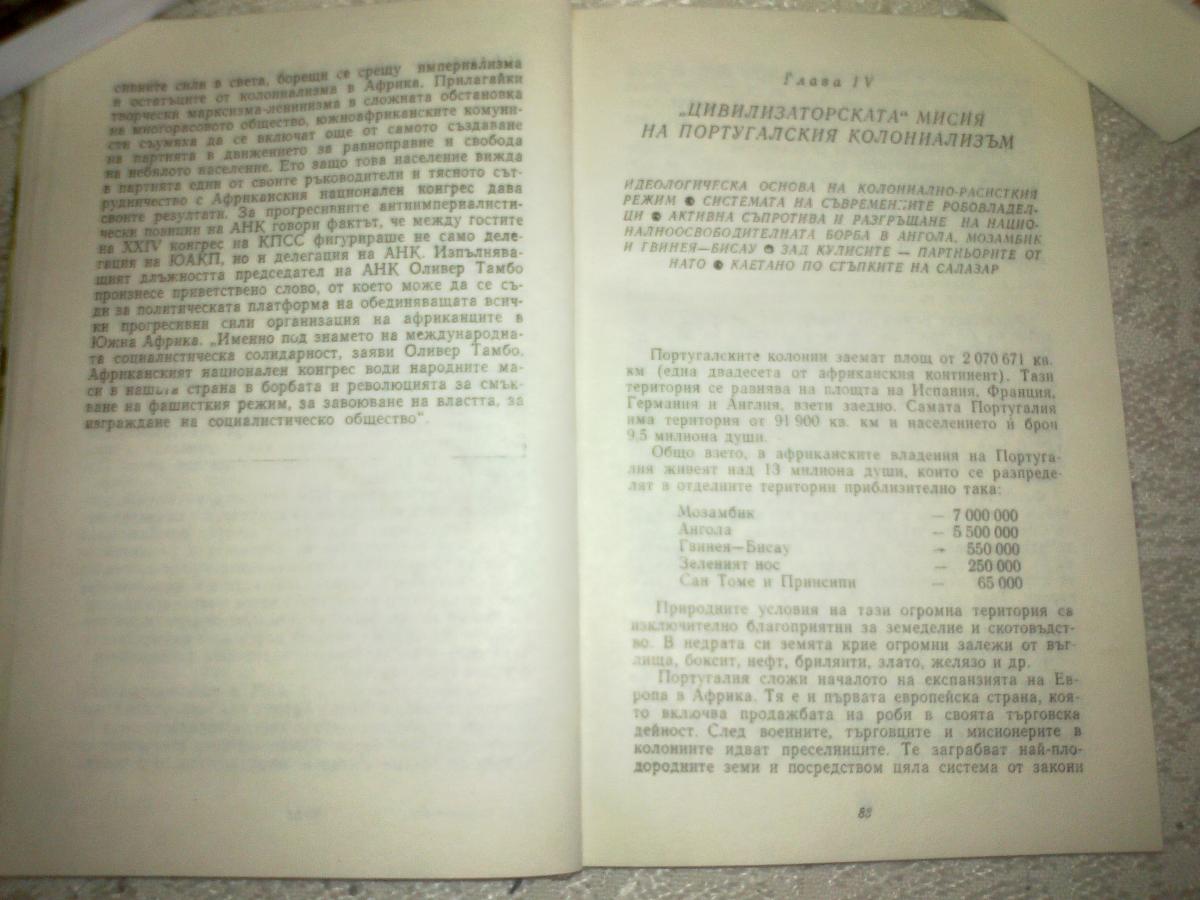 сивните сили в света, борещи се срещу империализма
и остатъците от колониализма в Африка. Прилагайки
творчески марксизма-ленинизма в сложната обстановка
на многорасовото общество, южноафриканските комуни-
сти съумяха да се включат още от самото създаване
на партията в движението за равноправие и свобода
на небялото население. Ето защо това население вижда
в партията един от своите ръководители и тясното сът-
рудничество с Африканския национален конгрес дава
своите резултати. За прогресивните антиимпериалисти-
чески позиции на АНК говори фактът, че между гостите
на XXIV конгрес на КПСС фигурираше не само деле-
гация на ЮАКП, но и делегация на АНК. Изпълнява-
щият длъжността председател на АНК Оливер Тамбо
произнесе приветствено слово, от което може да се съ-
ди за политическата платформа на обединяващата всич-
ки прогресивни сили организация на африканците в
Южна Африка. „Именно под знамето на международна-
та социалистическа солидарност, заяви Оливер Тамбо,
Африканският национален конгрес води народните ма-
си в нашата страна в борбата и революцията за смък-
ване на фашисткия режим, за завоюване на властта, за
изграждане на социалистическо общество“.
Глава IV
„ЦИВИЛИЗАТОРСКАТА“ МИСИЯ
НА ПОРТУГАЛСКИЯ КОЛОНИАЛИЗЪМ
ИДЕОЛОГИЧЕСКА ОСНОВА НА КОЛОНИАЛНО-РАСИСТКИЯ
РЕЖИМ ● СИСТЕМАТА НА СЪВРЕМЕННИТЕ РОБОВЛАДЕЛ-
ЦИ ● АКТИВНА СЪПРОТИВА И РАЗГРЪЩАНЕ НА НАЦИО-
НАЛНООСВОБОДИТЕЛНАТА БОРБА В АНГОЛА, МОЗАМБИК
И ГВИНЕЯ—БИСАУ ● ЗАД КУЛИСИТЕ — ПАРТНЬОРИТЕ ОТ
НАТО ● КАЕТАНО ПО СТЪПКИТЕ НА САЛАЗАР
Португалските колонии заемат площ от 2 070 671 кв.
км (една двадесета от африканския континент). Тази
територия се равнява на площта на Испания, Франция,
Германия и Англия, взети заедно. Самата Португалия
има територия от 91 900 кв. км и населението ѝ брои
9,5 милиона души.
Общо взето, в африканските владения на Португа-
лия живеят над 13 милиона души, които се разпреде-
лят в отделните територии приблизително така:
Мозамбик — 7 000 000
Ангола — 5 500 000
Гвинея—Бисау — 550 000
Зеленият нос — 250 000
Сан Томе и Принсипи — 65 000
Природните условия на тази огромна територия са
изключително благоприятни за земеделие и скотовъдст-
во. В недрата си земята крие огромни залежи от въг-
лища, боксит, нефт, брилянти, злато, желязо и др.
Португалия сложи началото на експанзията на Ев-
ропа в Африка. Тя е и първата европейска страна, коя-
то включва продажбата на роби в своята търговска
дейност. След военните, търговците и мисионерите в
колониите идват преселниците. Те заграбват най-пло-
дородните земи и посредством цяла система от закони
83